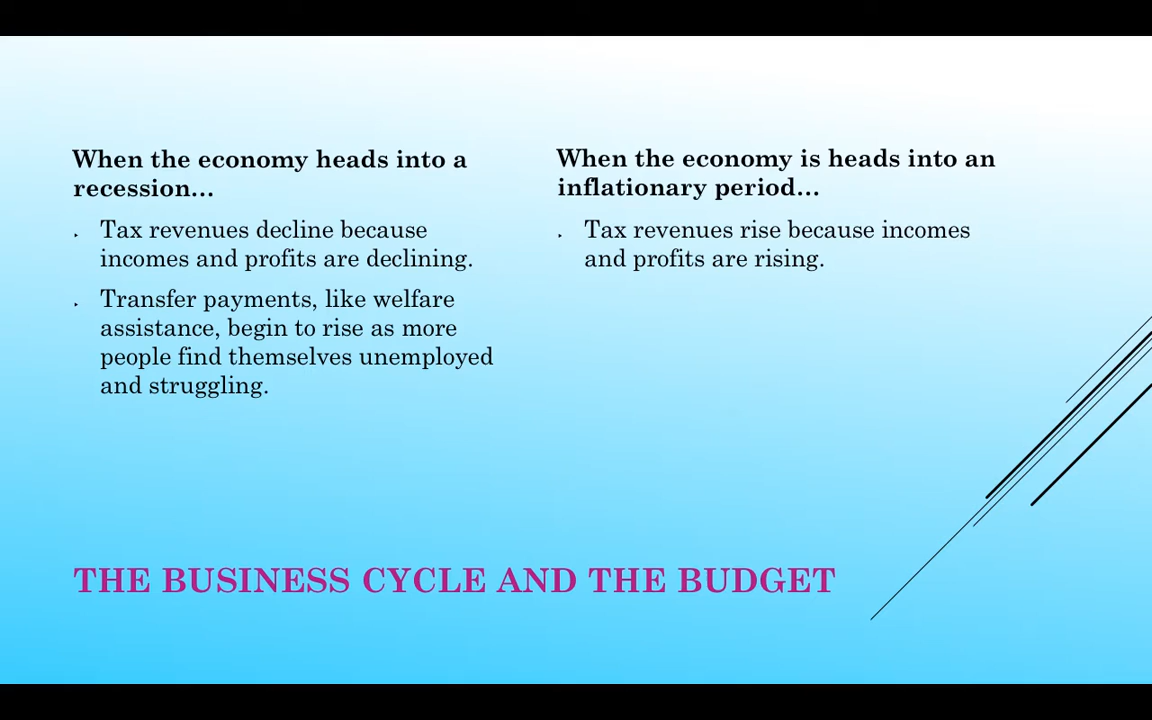 When the economy heads into a
recession…
Tax revenues decline because
incomes and profits are declining.
Transfer payments, like welfare
assistance, begin to rise as more
people find themselves unemployed
and struggling.
When the economy is heads into an
inflationary period…
Tax revenues rise because incomes
and profits are rising.
THE BUSINESS CYCLE AND THE BUDGET